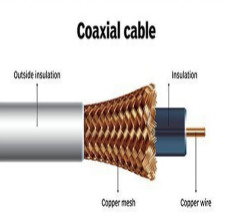 Coaxial cable
Outside insulation
Insulation
Copper mesh
Copper wire